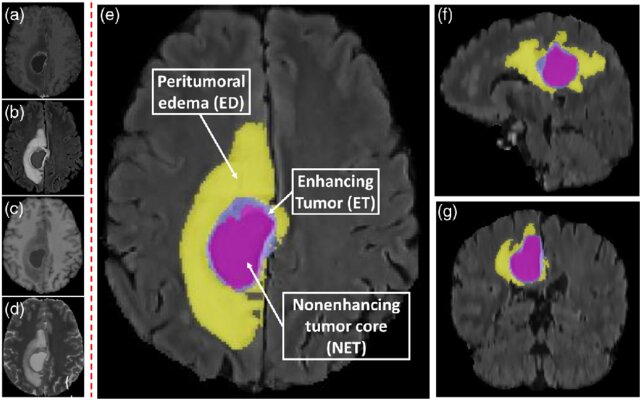 (a)
(b)
(c)
(d)
(e)
Peritumoral
edema (ED)
Enhancing
Tumor (ET)
Nonenhancing
tumor core
(NET)
(f)
(g)